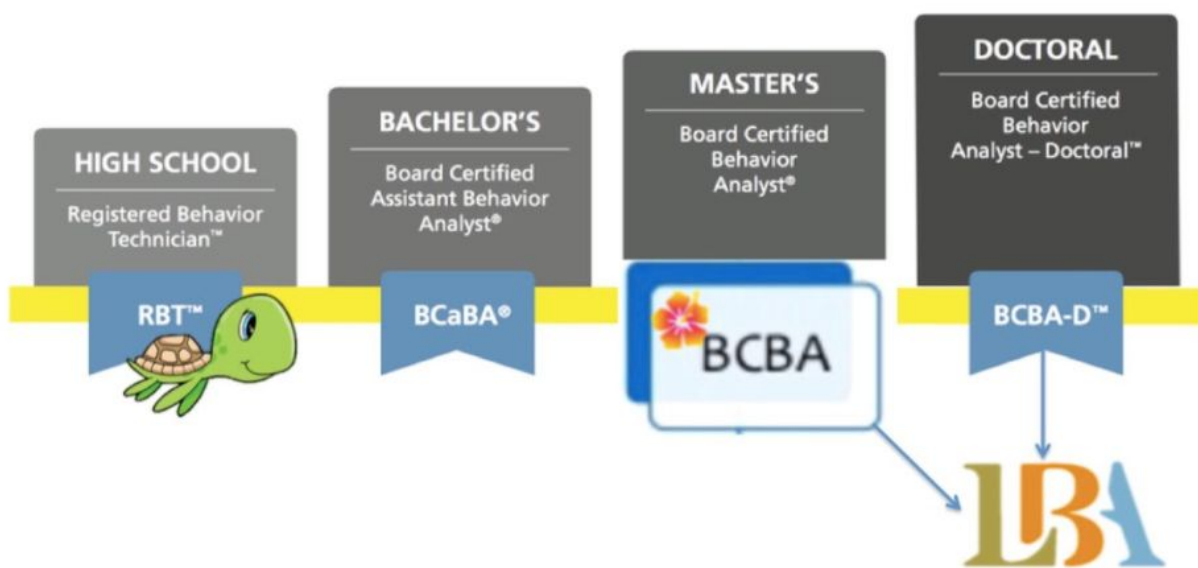 HIGH SCHOOL
Registered Behavior
Technician™
RBT™
BACHELOR'S
Board Certified
Assistant Behavior
Analyst®
BCaBA®
MASTER'S
Board Certified
Behavior
Analyst®
BCBA
DOCTORAL
Board Certified
Behavior
Analyst – Doctoral™
BCBA-D™
LBA